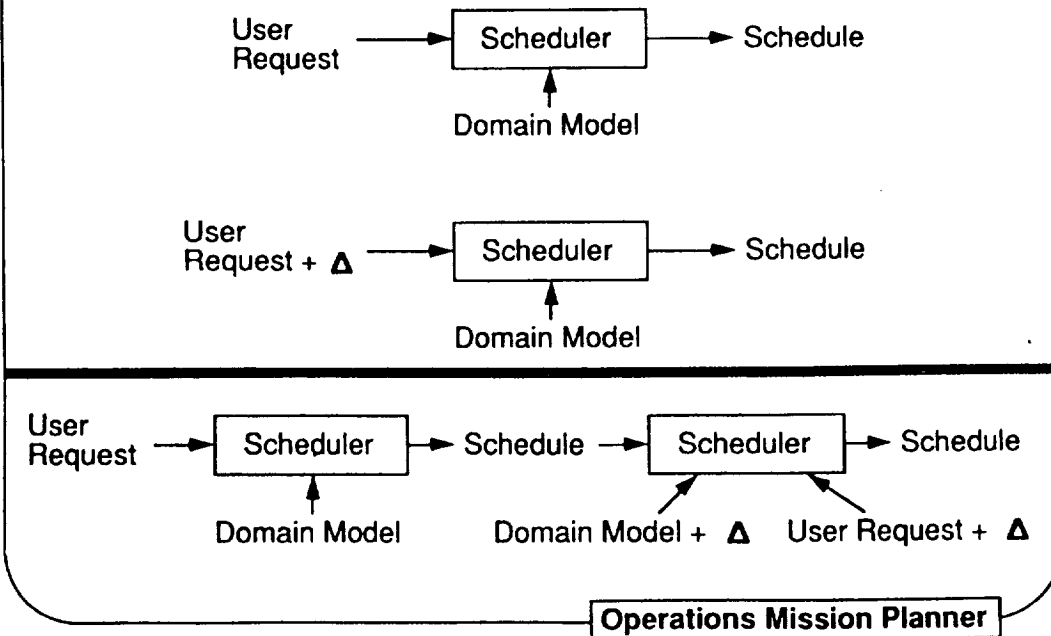 User
Request
Scheduler
Schedule
Domain Model
User
Request + Δ
Scheduler
Schedule
Domain Model
User
Request
Scheduler
Schedule
Scheduler
Schedule
Domain Model
Domain Model + Δ
User Request + Δ
Operations Mission Planner